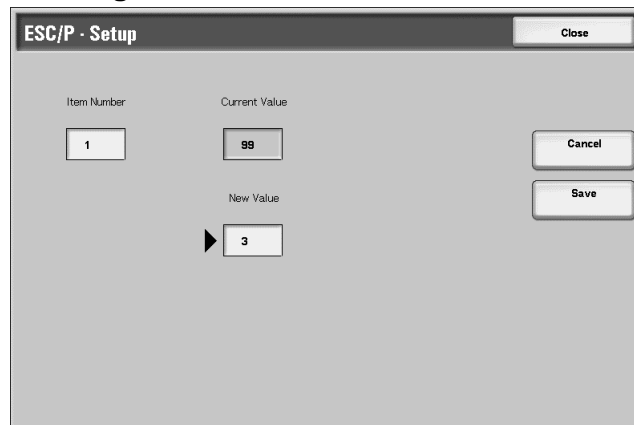 ESC/P - Setup
Close
Item Number
Current Value
1
99
Cancel
New Value
Save
3